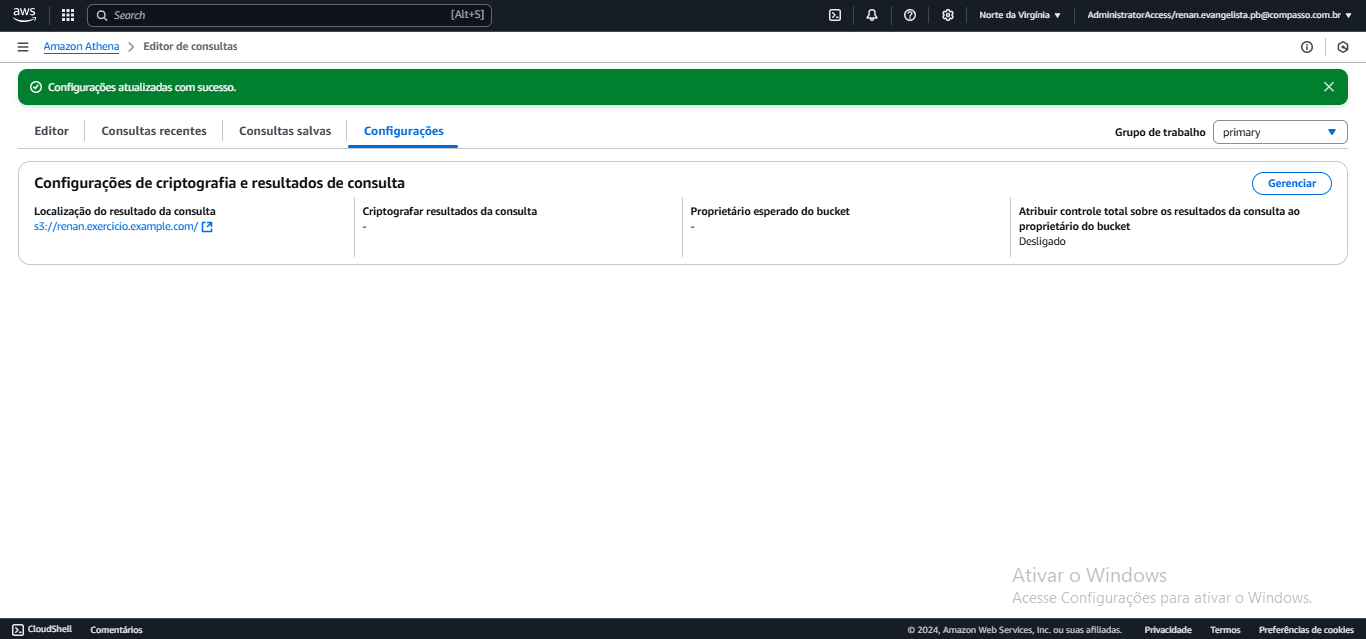 aws
Search [Alt+S] Norte da Virgínia AdministratorAccess/renan.evangelista.pb@compasso.com.br
Amazon Athena Editor de consultas
Configurações atualizadas com sucesso.
Editor Consultas recentes Consultas salvas Configurações Grupo de trabalho primary
Configurações de criptografia e resultados de consulta Gerenciar
Localização do resultado da consulta Criptografar resultados da consulta Proprietário esperado do bucket Atribuir controle total sobre os resultados da consulta ao
s3://renan.exercicio.example.com/ - - proprietário do bucket
Desligado
Ativar o Windows
Acesse Configurações para ativar o Windows.
CloudShell Comentários © 2024, Amazon Web Services, Inc. ou suas afiliadas. Privacidade Termos Preferências de cookies